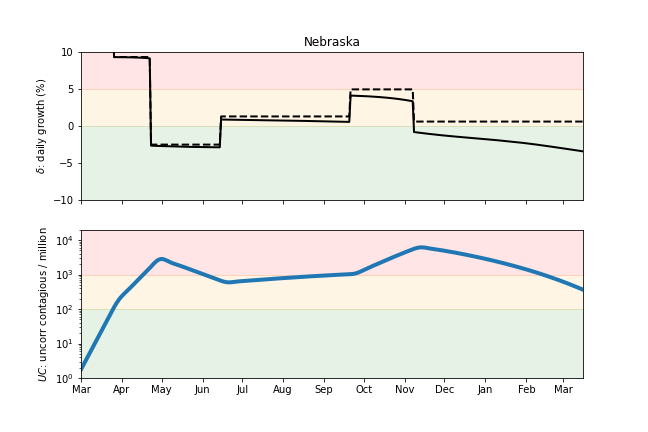 Nebraska
δ: daily growth (%)
10
5
0
−5
−10
UC: uncorr contagious / million
10⁴
10³
10²
10¹
10⁰
Mar Apr May Jun Jul Aug Sep Oct Nov Dec Jan Feb Mar